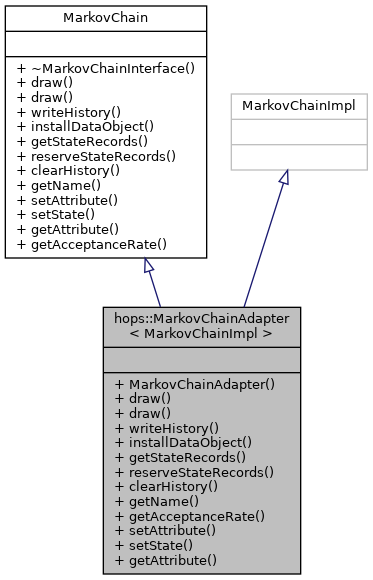 MarkovChain
+ ~MarkovChainInterface()
+ draw()
+ draw()
+ writeHistory()
+ installDataObject()
+ getStateRecords()
+ reserveStateRecords()
+ clearHistory()
+ getName()
+ setAttribute()
+ setState()
+ getAttribute()
+ getAcceptanceRate()
MarkovChainImpl
hops::MarkovChainAdapter
< MarkovChainImpl >
+ MarkovChainAdapter()
+ draw()
+ draw()
+ writeHistory()
+ installDataObject()
+ getStateRecords()
+ reserveStateRecords()
+ clearHistory()
+ getName()
+ getAcceptanceRate()
+ setAttribute()
+ setState()
+ getAttribute()